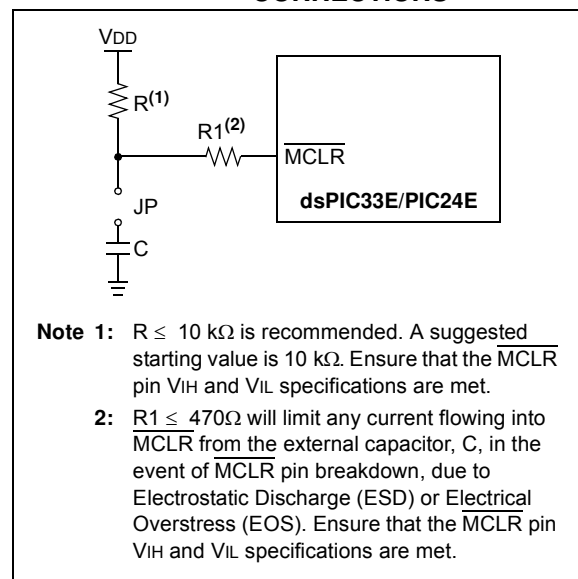 VDD
R(1)
R1(2)
MCLR
dsPIC33E/PIC24E
JP
C
Note 1: R ≤ 10 kΩ is recommended. A suggested
starting value is 10 kΩ. Ensure that the MCLR
pin VIH and VIL specifications are met.
2: R1 ≤ 470Ω will limit any current flowing into
MCLR from the external capacitor, C, in the
event of MCLR pin breakdown, due to
Electrostatic Discharge (ESD) or Electrical
Overstress (EOS). Ensure that the MCLR pin
VIH and VIL specifications are met.